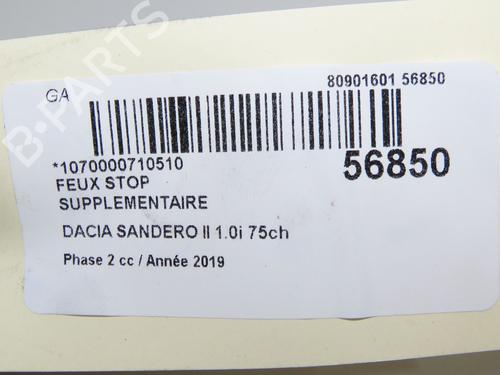 GA
80901601 56850
*1070000710510
56850
FEUX STOP
SUPPLEMENTAIRE
DACIA SANDERO II 1.0i 75ch
Phase 2 cc / Année 2019
B-PARTS